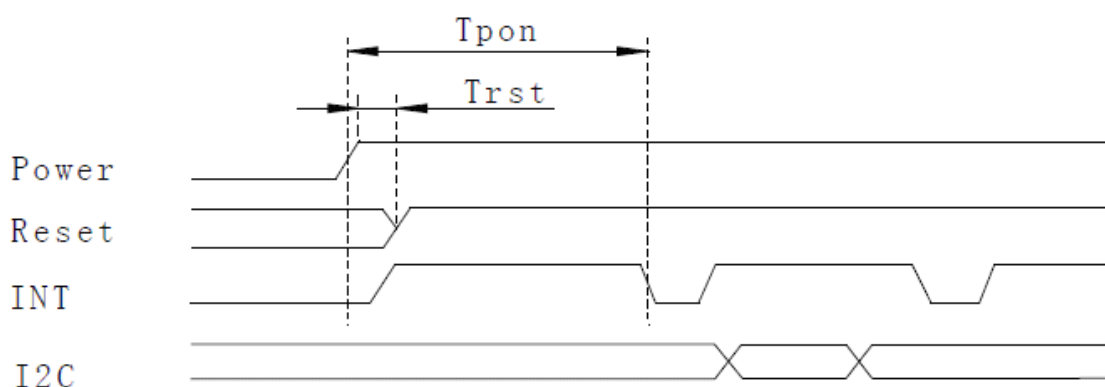 Tpon
Trst
Power
Reset
INT
I2C